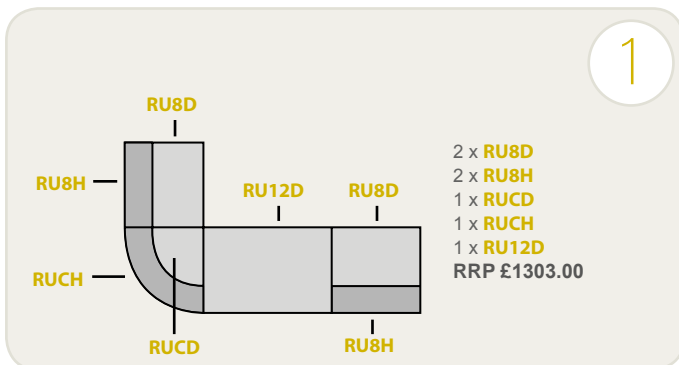 1
RU8D
RU8H
RU12D
RU8D
RUCH
RUCD
RU8H
2 x RU8D
2 x RU8H
1 x RUCD
1 x RUCH
1 x RU12D
RRP £1303.00